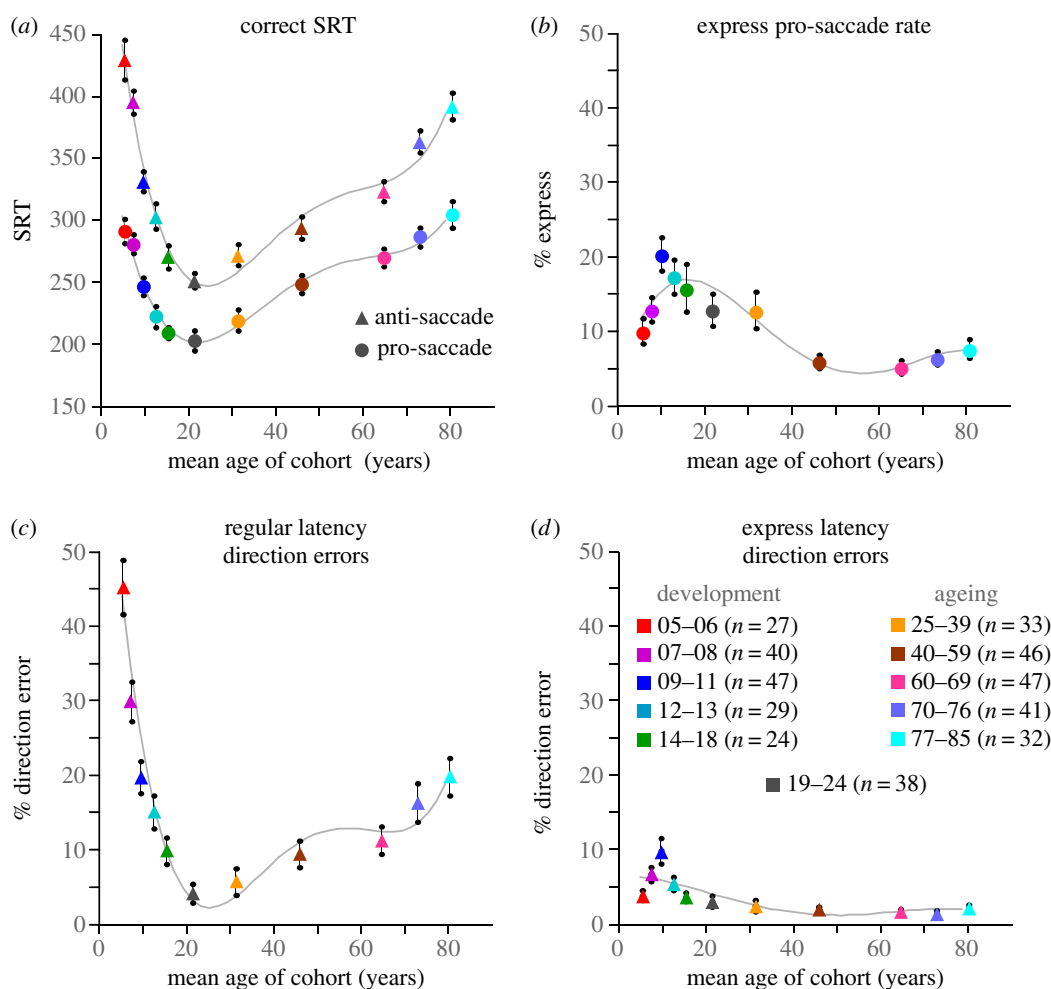 (a) correct SRT
450
400
350
300
250
200
150
SRT
▲ anti-saccade
● pro-saccade
0 20 40 60 80
mean age of cohort (years)
(b) express pro-saccade rate
50
40
30
20
10
0
% express
0 20 40 60 80
mean age of cohort (years)
(c) regular latency
direction errors
50
40
30
20
10
0
% direction error
0 20 40 60 80
mean age of cohort (years)
(d) express latency
direction errors
50
40
30
20
10
0
% direction error
development ageing
05–06 (n = 27) 25–39 (n = 33)
07–08 (n = 40) 40–59 (n = 46)
09–11 (n = 47) 60–69 (n = 47)
12–13 (n = 29) 70–76 (n = 41)
14–18 (n = 24) 77–85 (n = 32)
19–24 (n = 38)
0 20 40 60 80
mean age of cohort (years)